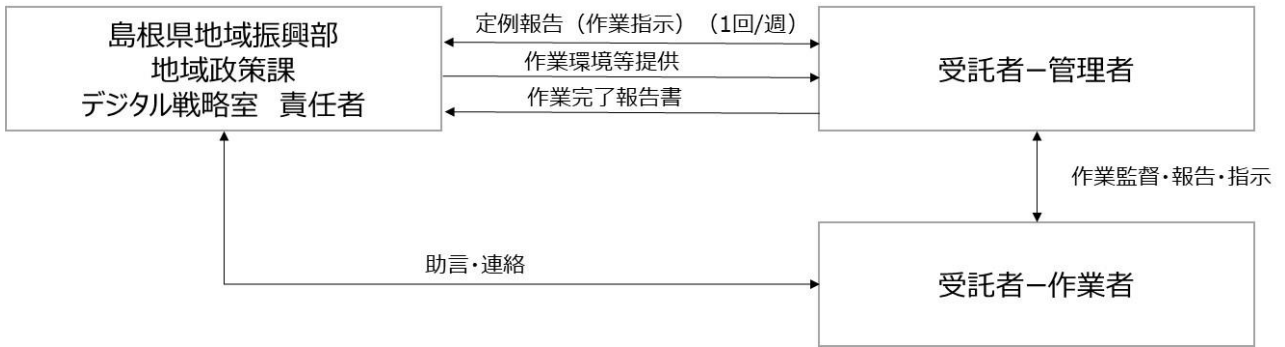 島根県地域振興部
地域政策課
デジタル戦略室　責任者
定例報告（作業指示）（1回/週）
作業環境等提供
作業完了報告書
受託者ー管理者
作業監督・報告・指示
助言・連絡
受託者ー作業者